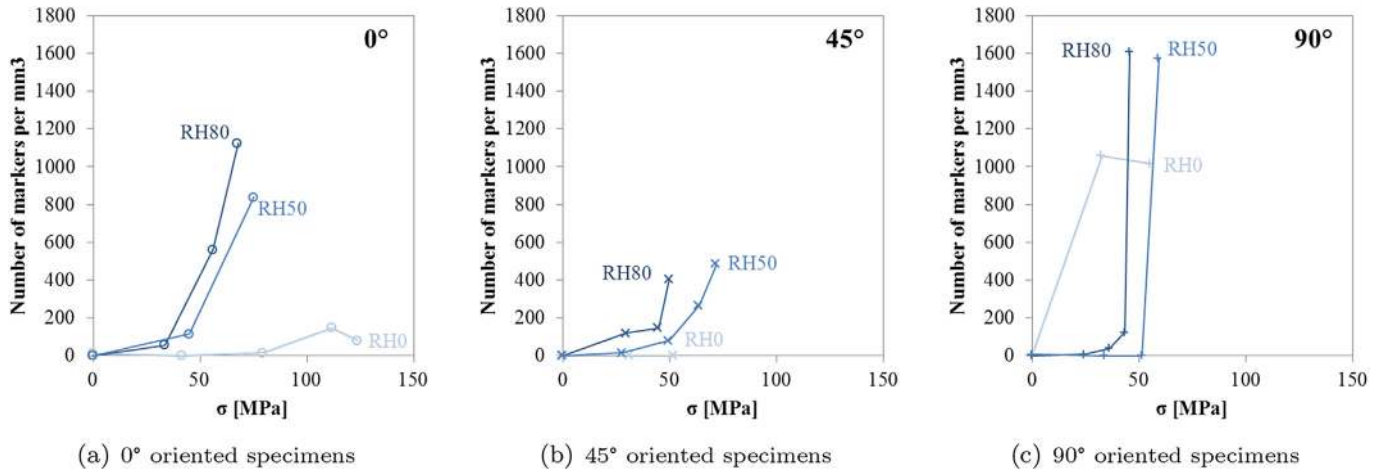 1800
0°
1600
1400
1200
RH80
1000
800
RH50
600
400
200
RH0
0
0 50 100 150
Number of markers per mm3
σ [MPa]
(a) 0° oriented specimens
1800
45°
1600
1400
1200
1000
800
600
RH80
RH50
400
200
RH0
0
0 50 100 150
Number of markers per mm3
σ [MPa]
(b) 45° oriented specimens
1800
90°
RH80
RH50
1600
1400
1200
1000
RH0
800
600
400
200
0
0 50 100 150
Number of markers per mm3
σ [MPa]
(c) 90° oriented specimens